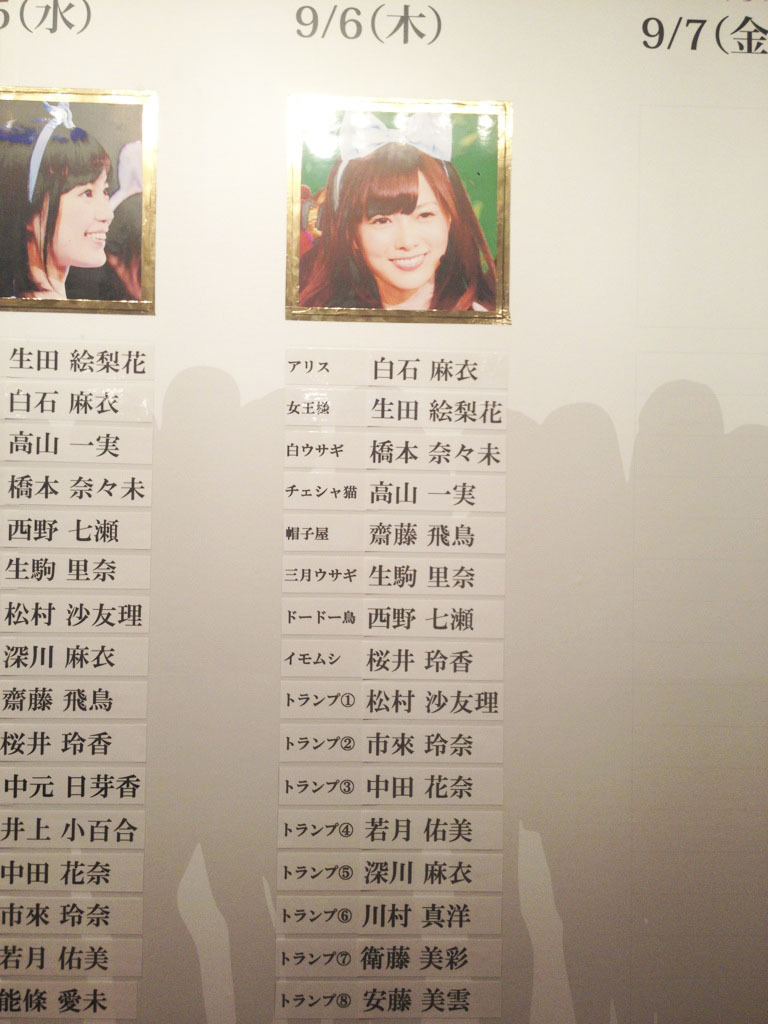 5(水)
生田 絵梨花
白石 麻衣
高山 一実
橋本 奈々未
西野 七瀬
生駒 里奈
松村 沙友理
深川 麻衣
齋藤 飛鳥
桜井 玲香
中元 日芽香
井上 小百合
中田 花奈
市來 玲奈
若月 佑美
能條 愛未
9/6(木)
アリス 白石 麻衣
女王様 生田 絵梨花
白ウサギ 橋本 奈々未
チェシャ猫 高山 一実
帽子屋 齋藤 飛鳥
三月ウサギ 生駒 里奈
ドードー鳥 西野 七瀬
イモムシ 桜井 玲香
トランプ① 松村 沙友理
トランプ② 市來 玲奈
トランプ③ 中田 花奈
トランプ④ 若月 佑美
トランプ⑤ 深川 麻衣
トランプ⑥ 川村 真洋
トランプ⑦ 衛藤 美彩
トランプ⑧ 安藤 美雲
9/7(金